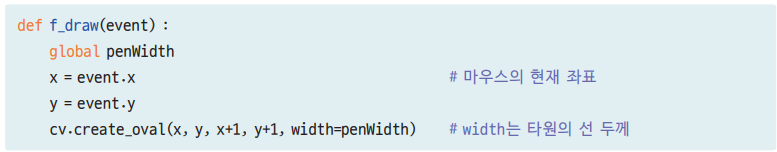 def f_draw(event) :
    global penWidth
    x = event.x                                # 마우스의 현재 좌표
    y = event.y
    cv.create_oval(x, y, x+1, y+1, width=penWidth)    # width는 타원의 선 두께